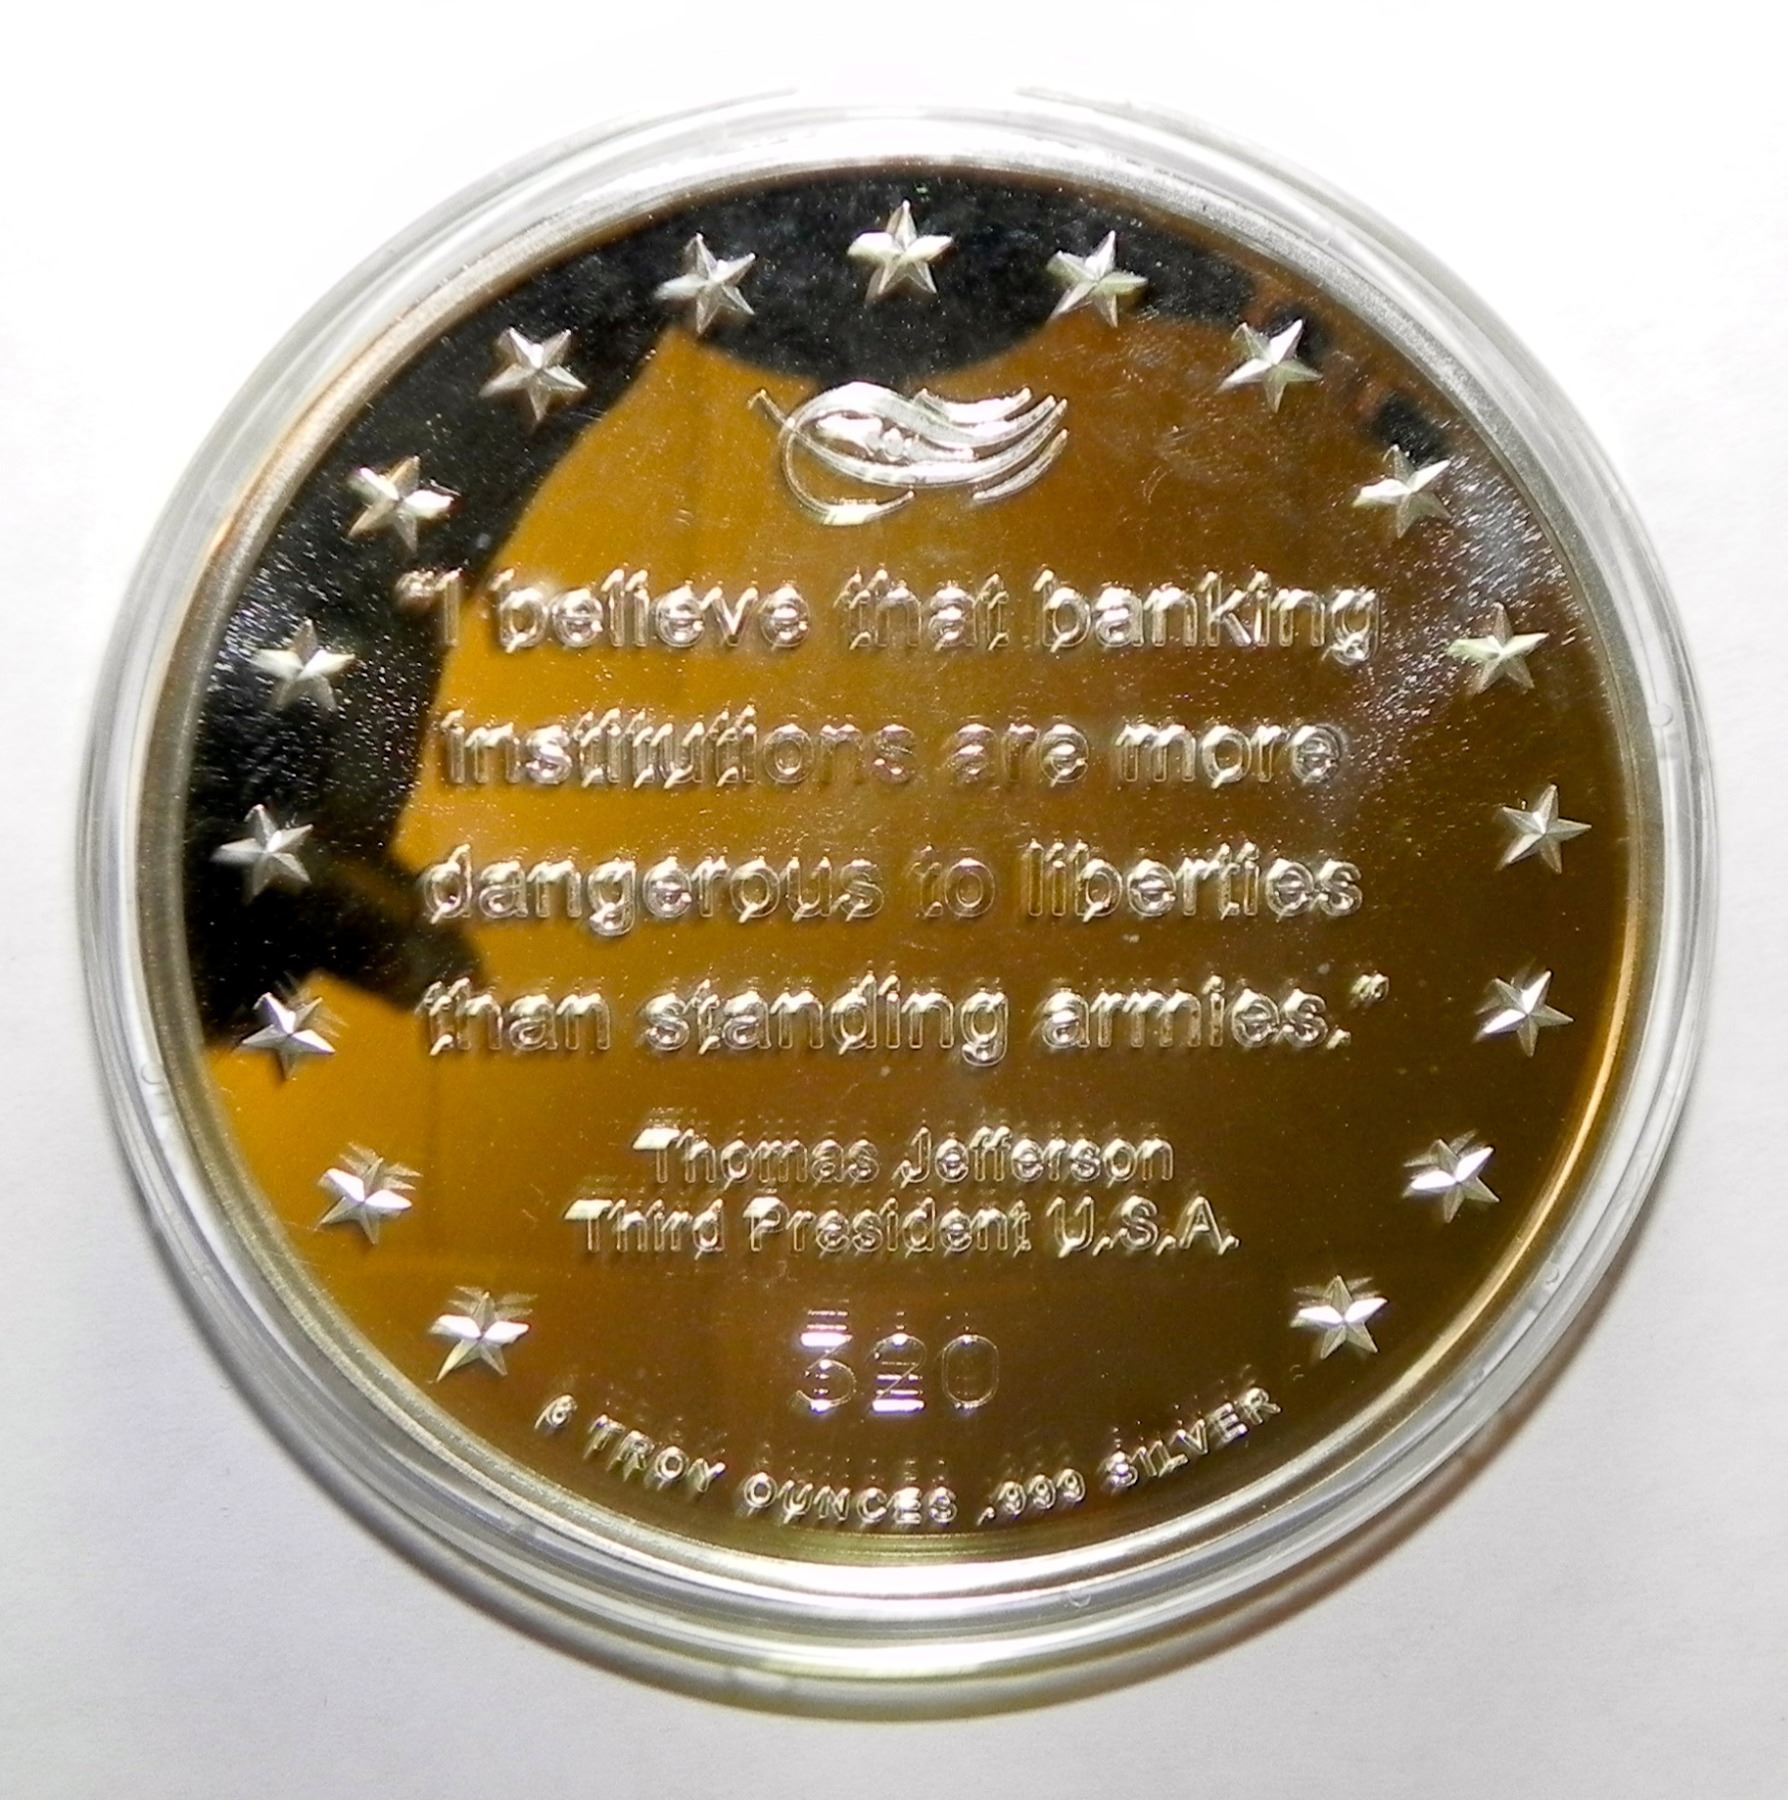 "I believe that banking
institutions are more
dangerous to liberties
than standing armies."
Thomas Jefferson
Third President U.S.A.
320
6 TROY OUNCES .999 SILVER